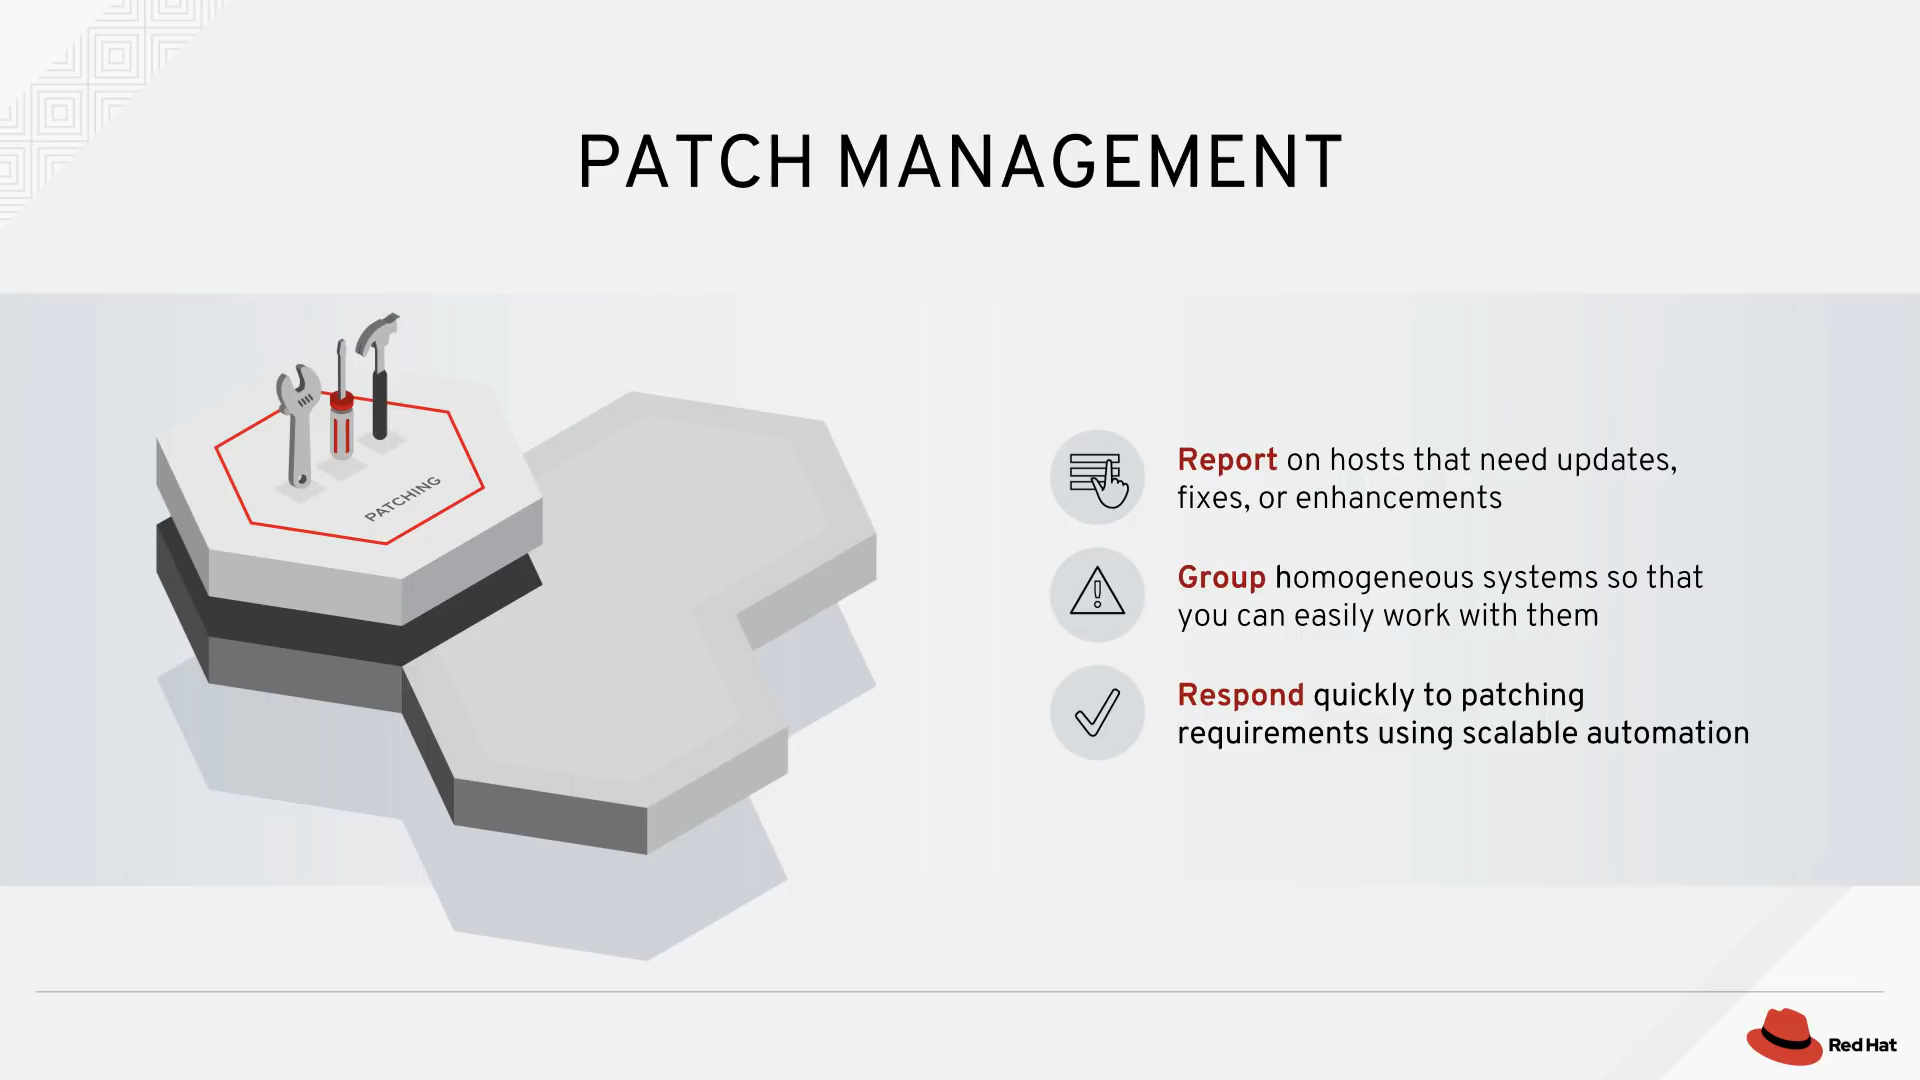 PATCH MANAGEMENT
PATCHING
Report on hosts that need updates,
fixes, or enhancements
Group homogeneous systems so that
you can easily work with them
Respond quickly to patching
requirements using scalable automation
Red Hat